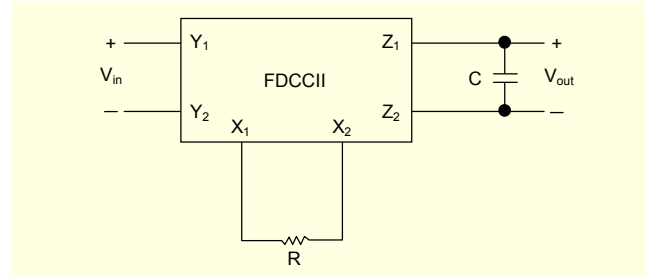 + Y1 Z1 +
Vin FDCCII C Vout
– Y2 Z2 –
X1 X2
R